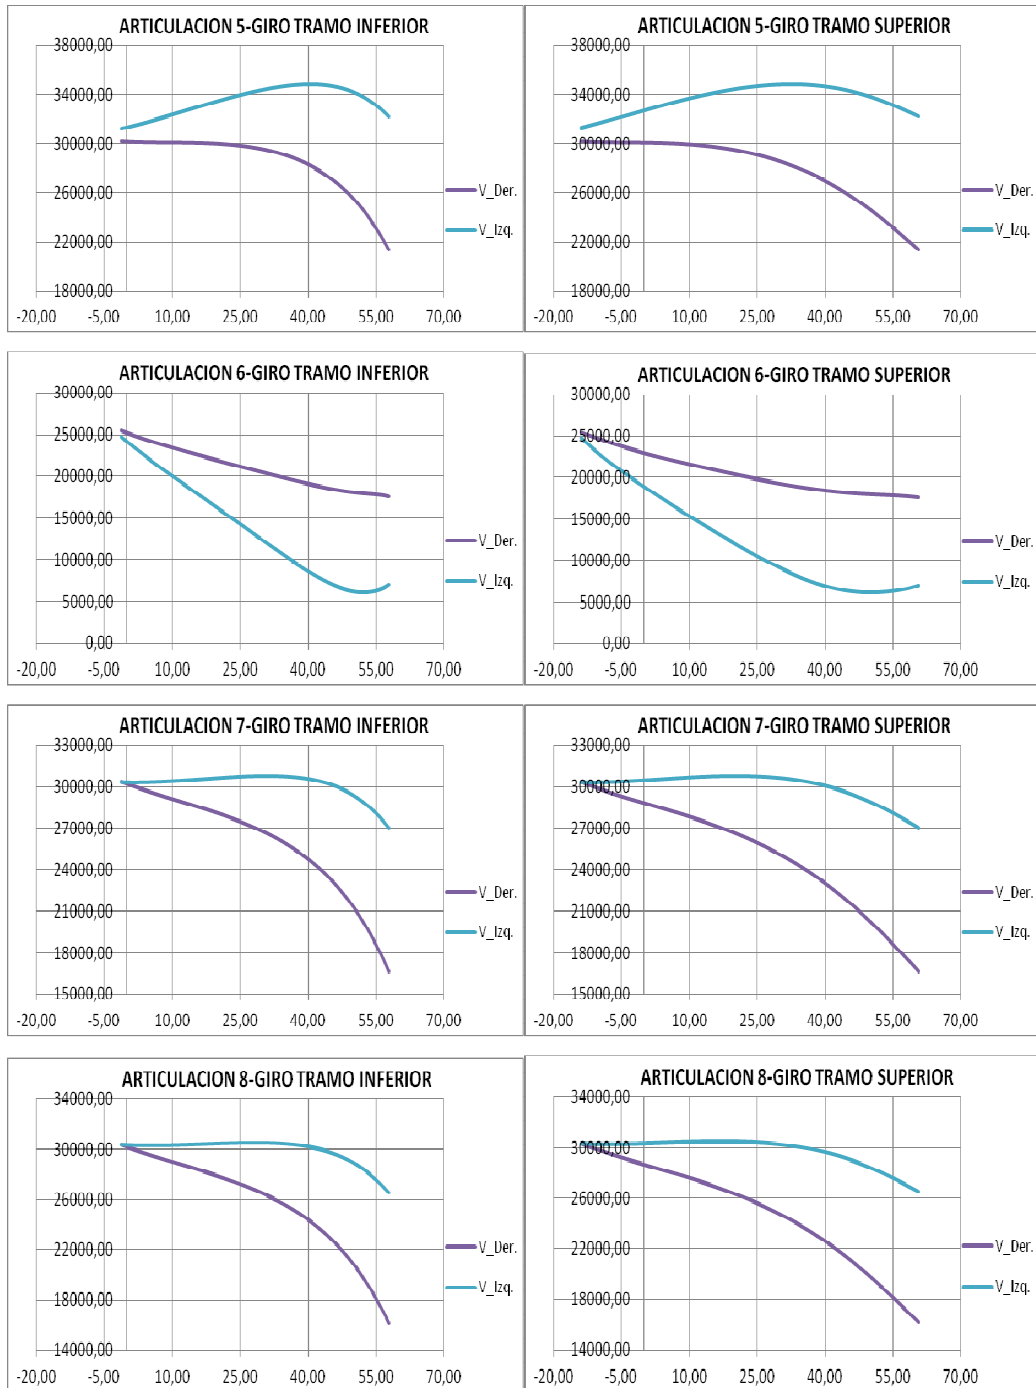 ARTICULACION 5-GIRO TRAMO INFERIOR
38000,00
34000,00
30000,00
26000,00
22000,00
18000,00
-20,00 -5,00 10,00 25,00 40,00 55,00 70,00
V_Der.
V_Izq.
ARTICULACION 5-GIRO TRAMO SUPERIOR
38000,00
34000,00
30000,00
26000,00
22000,00
18000,00
-20,00 -5,00 10,00 25,00 40,00 55,00 70,00
V_Der.
V_Izq.
ARTICULACION 6-GIRO TRAMO INFERIOR
30000,00
25000,00
20000,00
15000,00
10000,00
5000,00
0,00
-20,00 -5,00 10,00 25,00 40,00 55,00 70,00
V_Der.
V_Izq.
ARTICULACION 6-GIRO TRAMO SUPERIOR
30000,00
25000,00
20000,00
15000,00
10000,00
5000,00
0,00
-20,00 -5,00 10,00 25,00 40,00 55,00 70,00
V_Der.
V_Izq.
ARTICULACION 7-GIRO TRAMO INFERIOR
33000,00
30000,00
27000,00
24000,00
21000,00
18000,00
15000,00
-20,00 -5,00 10,00 25,00 40,00 55,00 70,00
V_Der.
V_Izq.
ARTICULACION 7-GIRO TRAMO SUPERIOR
33000,00
30000,00
27000,00
24000,00
21000,00
18000,00
15000,00
-20,00 -5,00 10,00 25,00 40,00 55,00 70,00
V_Der.
V_Izq.
ARTICULACION 8-GIRO TRAMO INFERIOR
34000,00
30000,00
26000,00
22000,00
18000,00
14000,00
-20,00 -5,00 10,00 25,00 40,00 55,00 70,00
V_Der.
V_Izq.
ARTICULACION 8-GIRO TRAMO SUPERIOR
34000,00
30000,00
26000,00
22000,00
18000,00
14000,00
-20,00 -5,00 10,00 25,00 40,00 55,00 70,00
V_Der.
V_Izq.